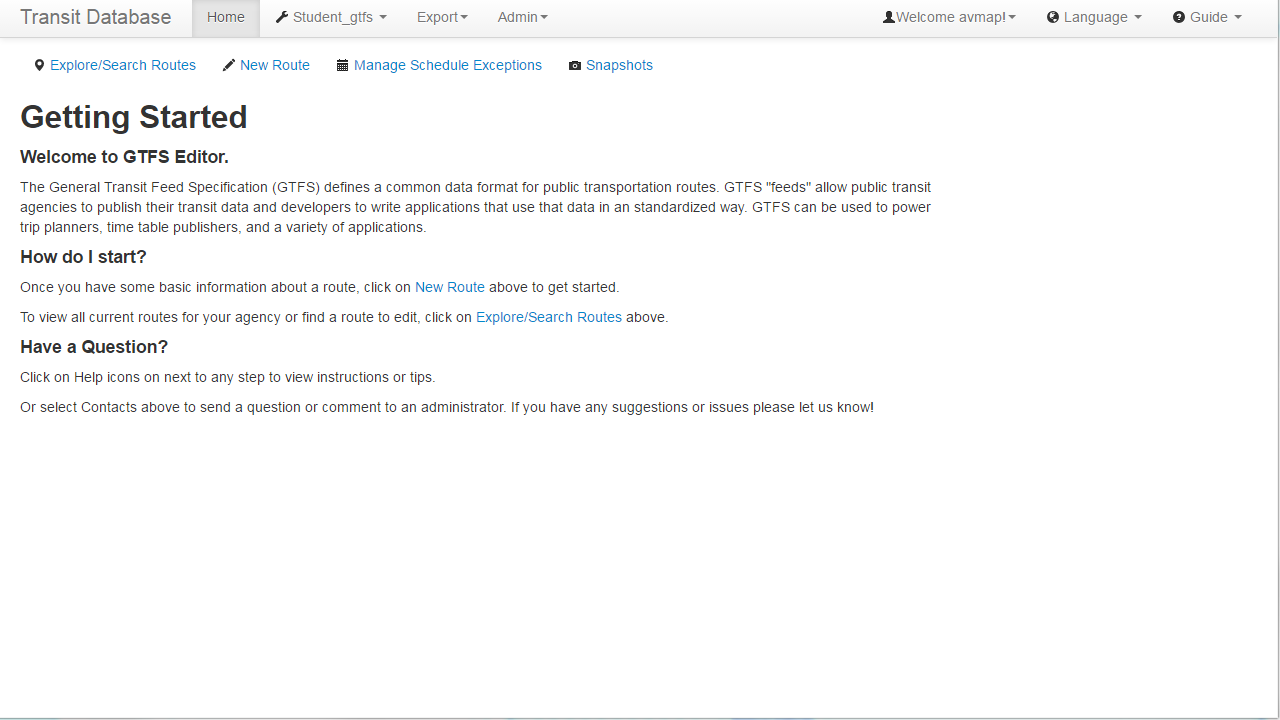 Transit Database Home Student_gtfs Export Admin Welcome avmap! Language Guide
Explore/Search Routes New Route Manage Schedule Exceptions Snapshots
Getting Started
Welcome to GTFS Editor.
The General Transit Feed Specification (GTFS) defines a common data format for public transportation routes. GTFS "feeds" allow public transit
agencies to publish their transit data and developers to write applications that use that data in an standardized way. GTFS can be used to power
trip planners, time table publishers, and a variety of applications.
How do I start?
Once you have some basic information about a route, click on New Route above to get started.
To view all current routes for your agency or find a route to edit, click on Explore/Search Routes above.
Have a Question?
Click on Help icons on next to any step to view instructions or tips.
Or select Contacts above to send a question or comment to an administrator. If you have any suggestions or issues please let us know!